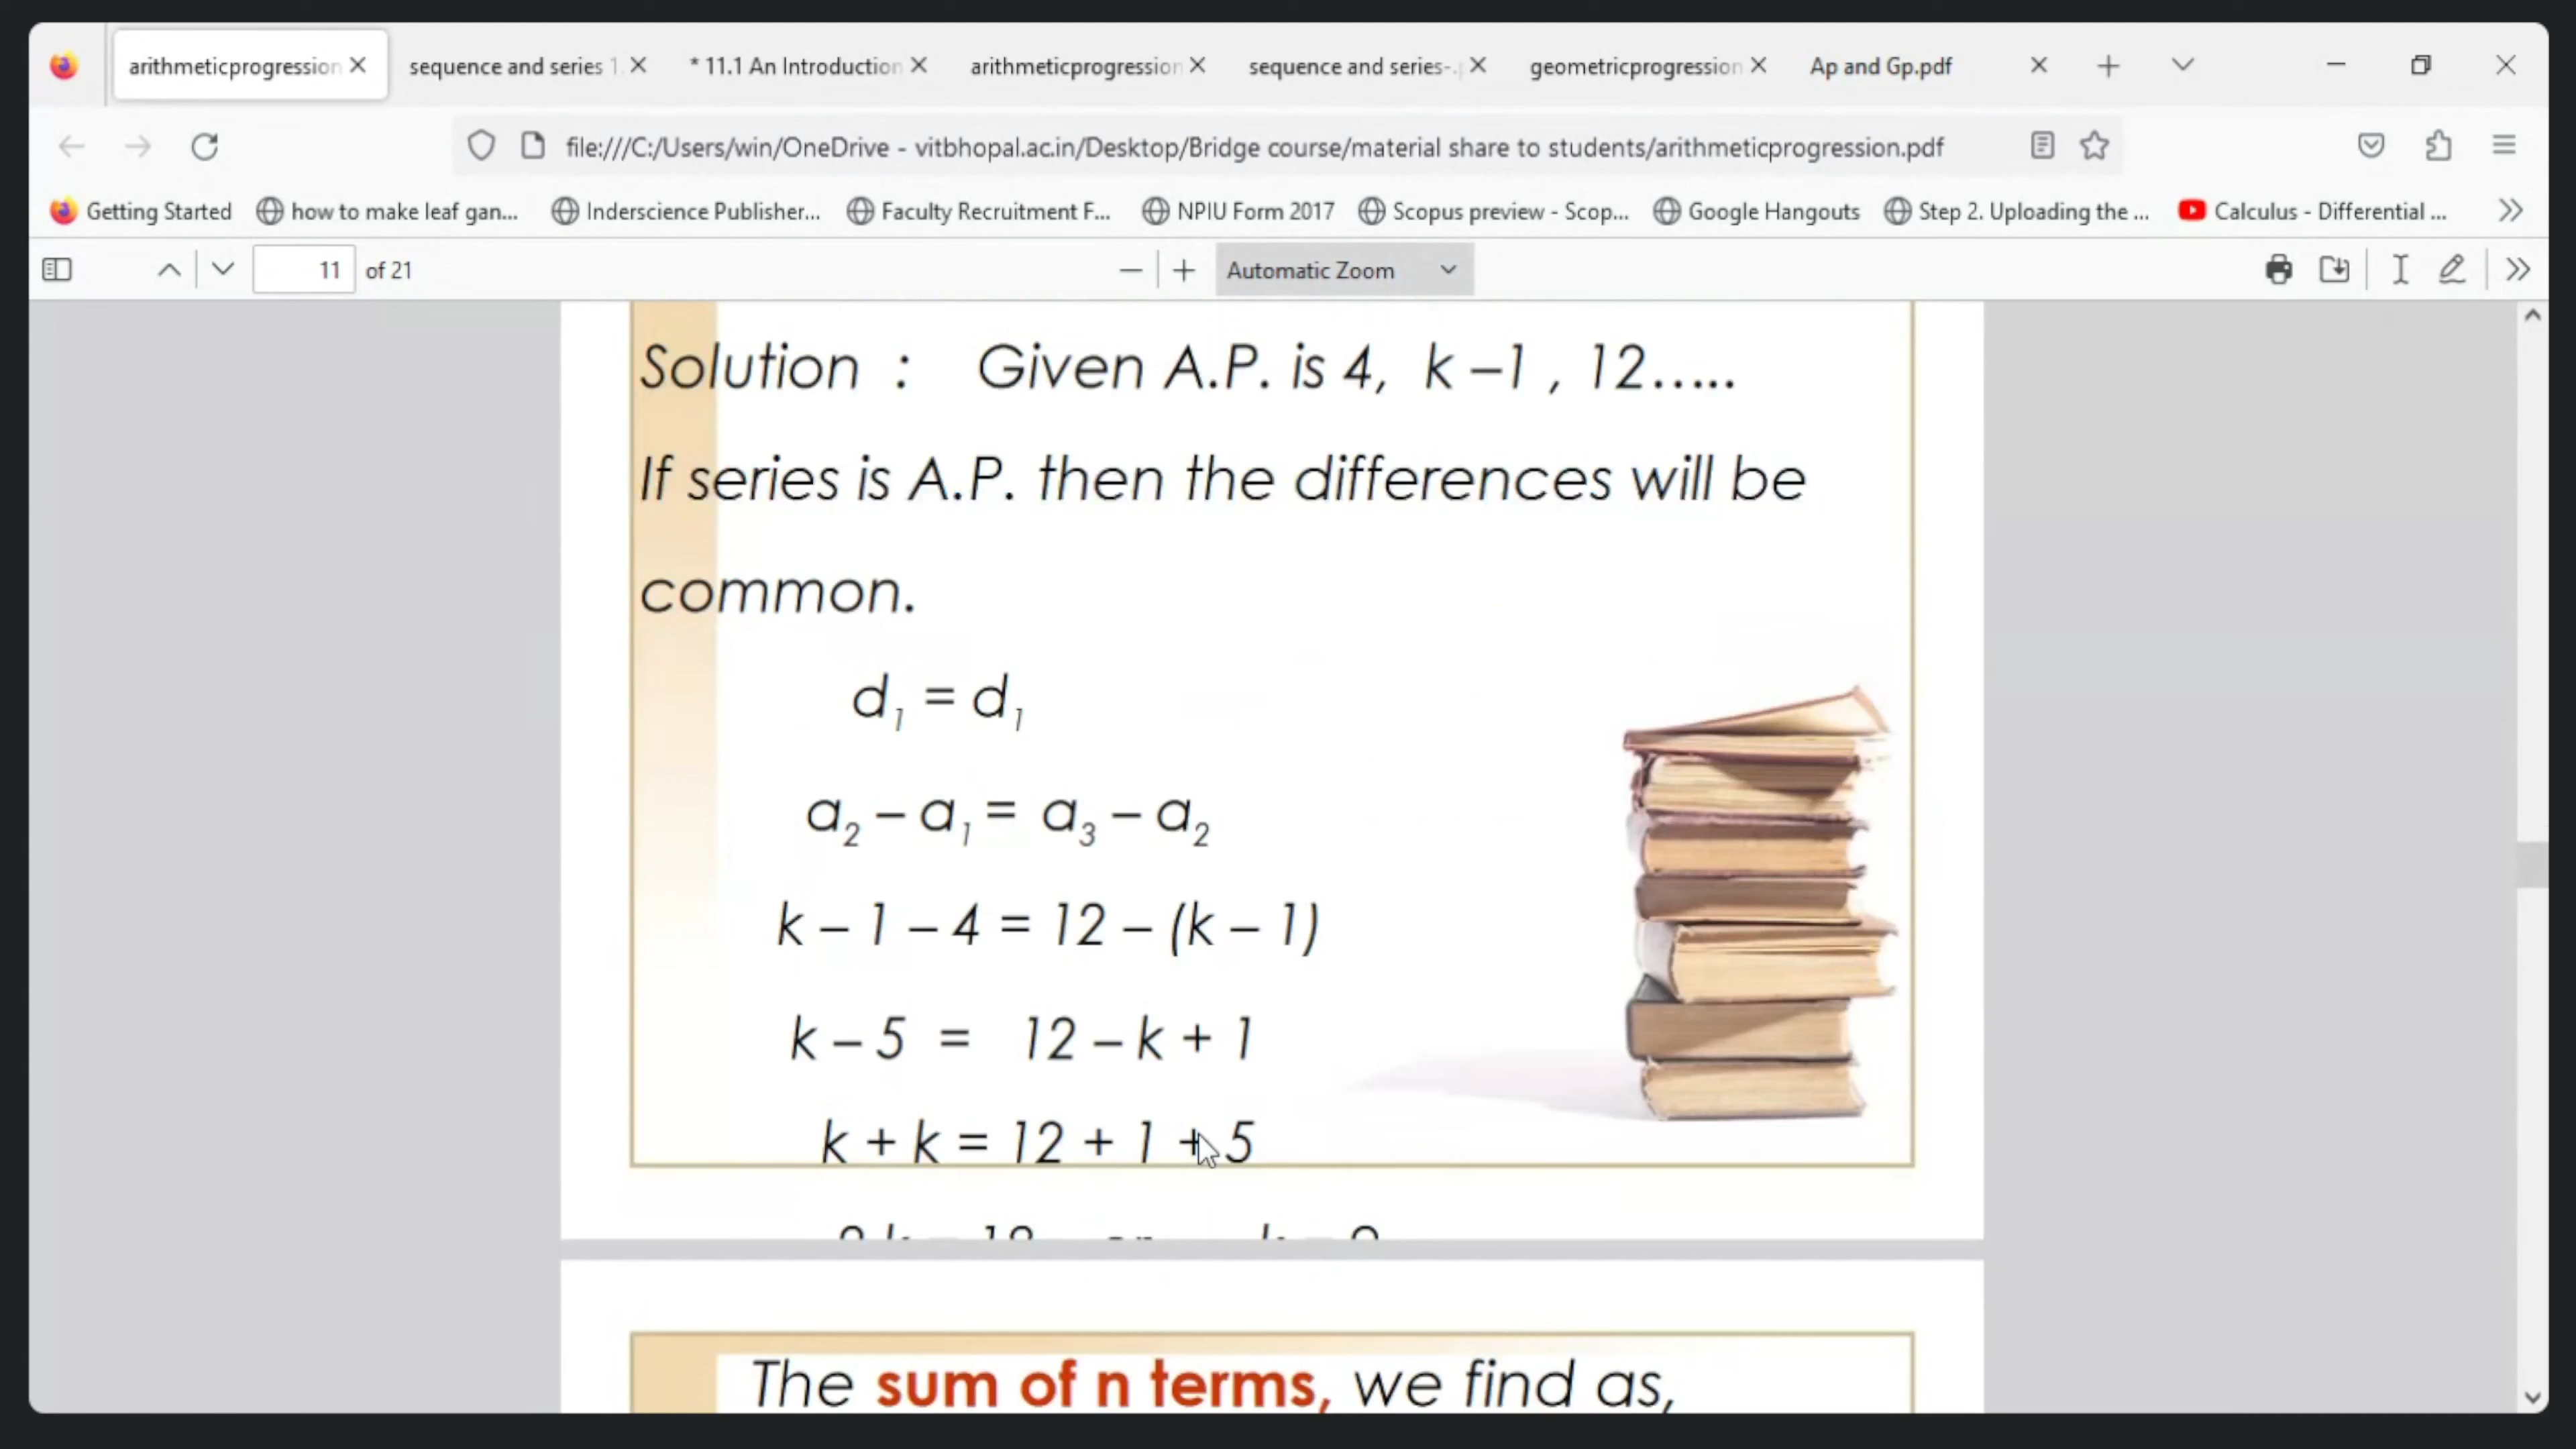 arithmeticprogression
sequence and series 1
* 11.1 An Introduction
arithmeticprogression
sequence and series-.p
geometricprogression
Ap and Gp.pdf
file:///C:/Users/win/OneDrive - vitbhopal.ac.in/Desktop/Bridge course/material share to students/arithmeticprogression.pdf
Getting Started
how to make leaf gan...
Inderscience Publisher...
Faculty Recruitment F...
NPIU Form 2017
Scopus preview - Scop...
Google Hangouts
Step 2. Uploading the ...
Calculus - Differential ...
11 of 21
Automatic Zoom
Solution : Given A.P. is 4, k –1 , 12…..
If series is A.P. then the differences will be
common.
d₁ = d₁
a₂ – a₁ = a₃ – a₂
k – 1 – 4 = 12 – (k – 1)
k – 5 = 12 – k + 1
k + k = 12 + 1 + 5
The sum of n terms, we find as,